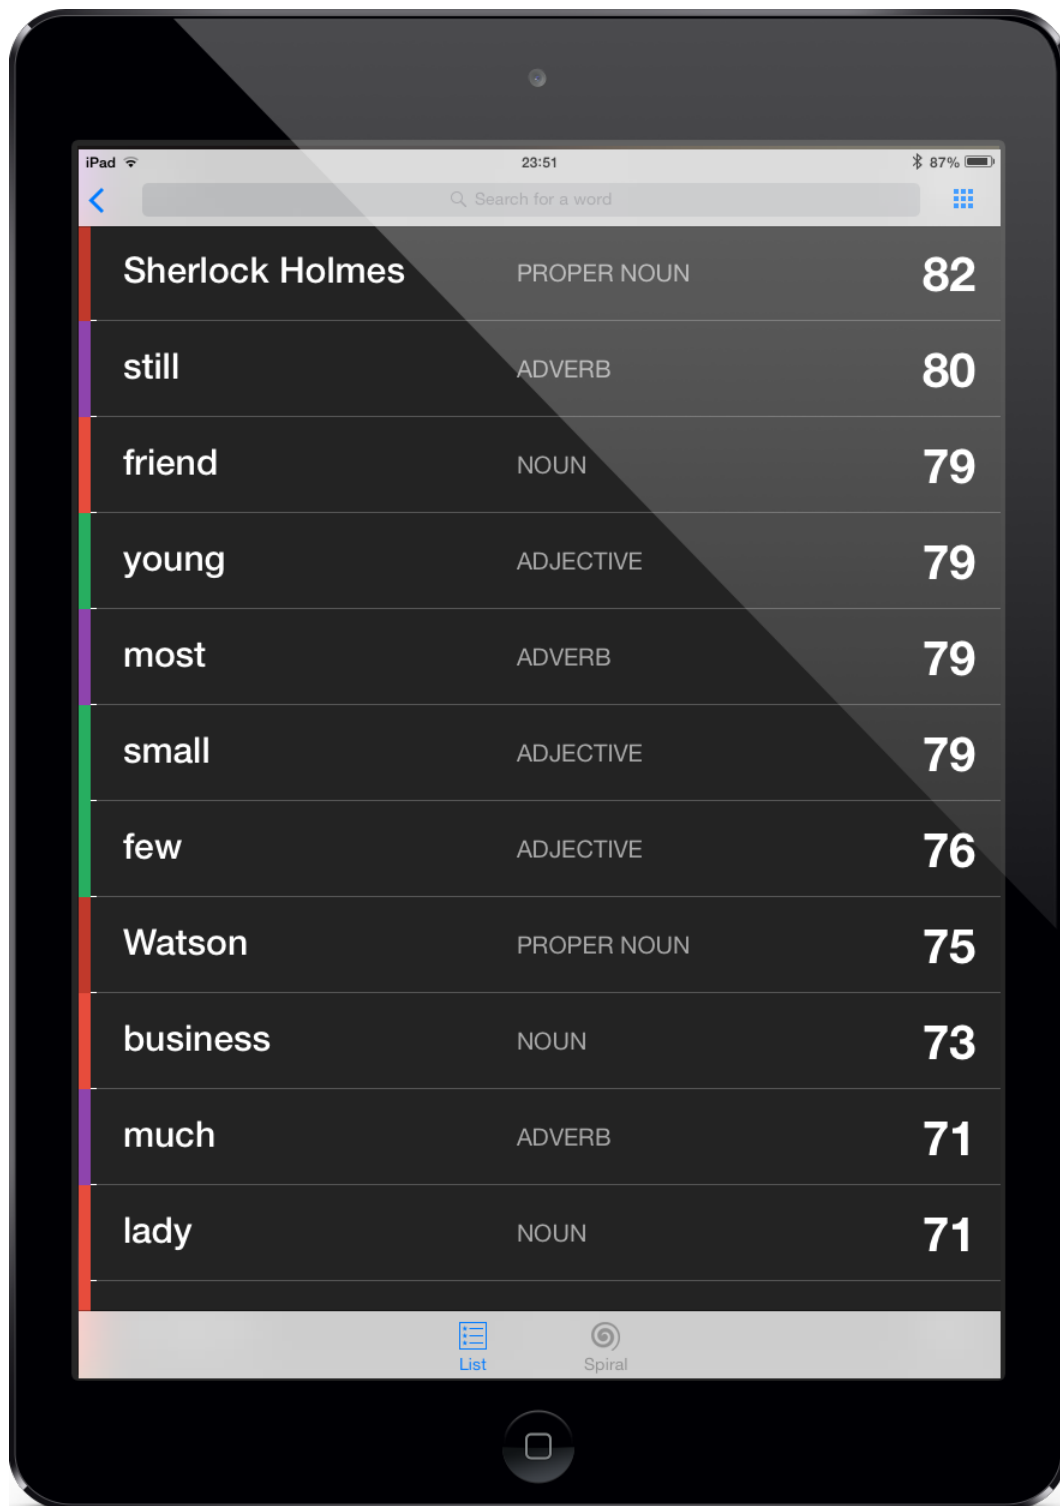 iPad 23:51 87%
Search for a word
Sherlock Holmes PROPER NOUN 82
still ADVERB 80
friend NOUN 79
young ADJECTIVE 79
most ADVERB 79
small ADJECTIVE 79
few ADJECTIVE 76
Watson PROPER NOUN 75
business NOUN 73
much ADVERB 71
lady NOUN 71
List Spiral